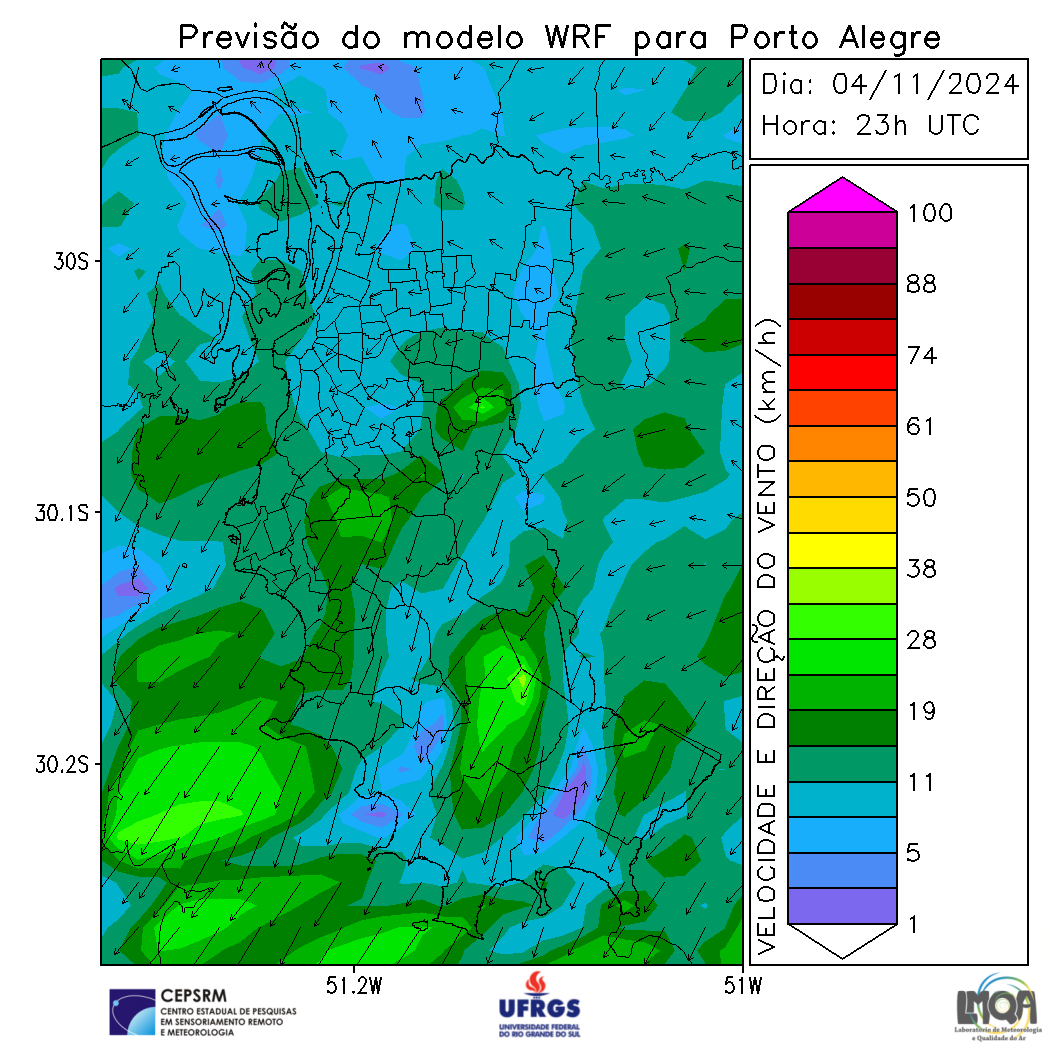 Previsão do modelo WRF para Porto Alegre
Dia: 04/11/2024
Hora: 23h UTC
30S
30.1S
30.2S
51.2W
51W
VELOCIDADE E DIREÇÃO DO VENTO (km/h)
100
88
74
61
50
38
28
19
11
5
1
CEPSRM
CENTRO ESTADUAL DE PESQUISAS
EM SENSORIAMENTO REMOTO
E METEOROLOGIA
UFRGS
UNIVERSIDADE FEDERAL
DO RIO GRANDE DO SUL
LMQA
Laboratório de Meteorologia
e Qualidade do Ar